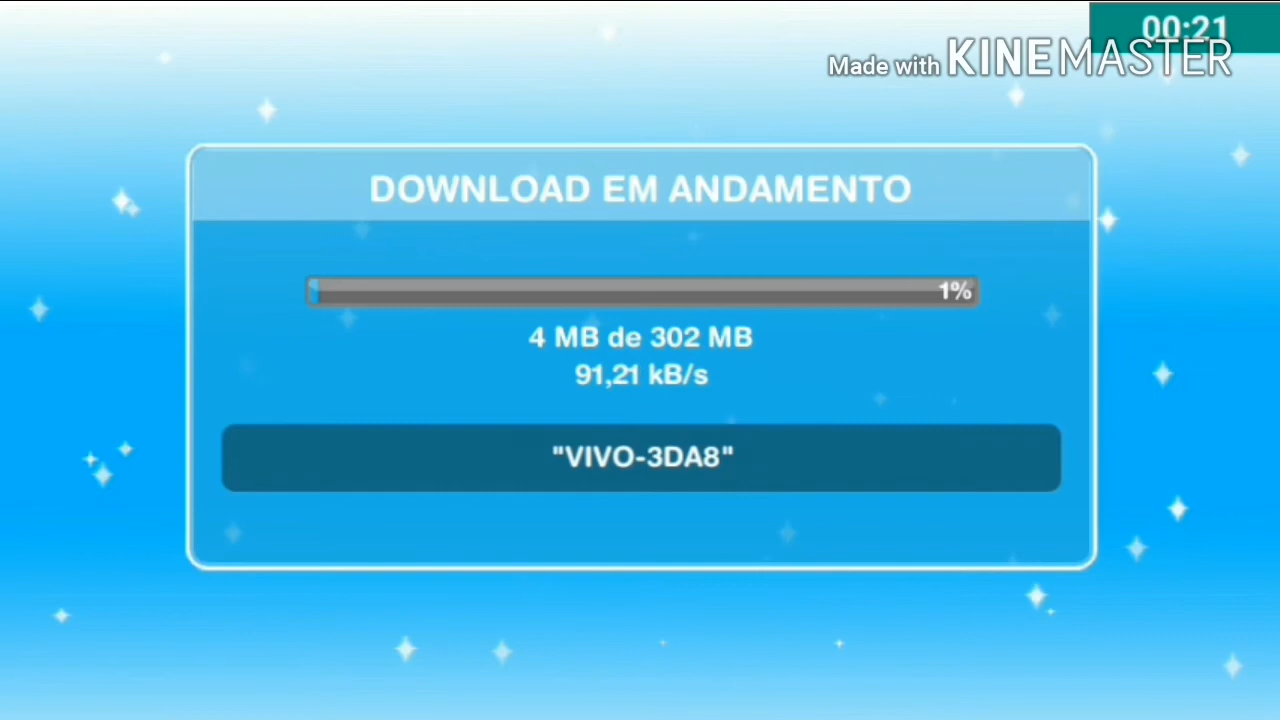 00:21
Made with KINEMASTER
DOWNLOAD EM ANDAMENTO
1%
4 MB de 302 MB
91,21 kB/s
"VIVO-3DA8"